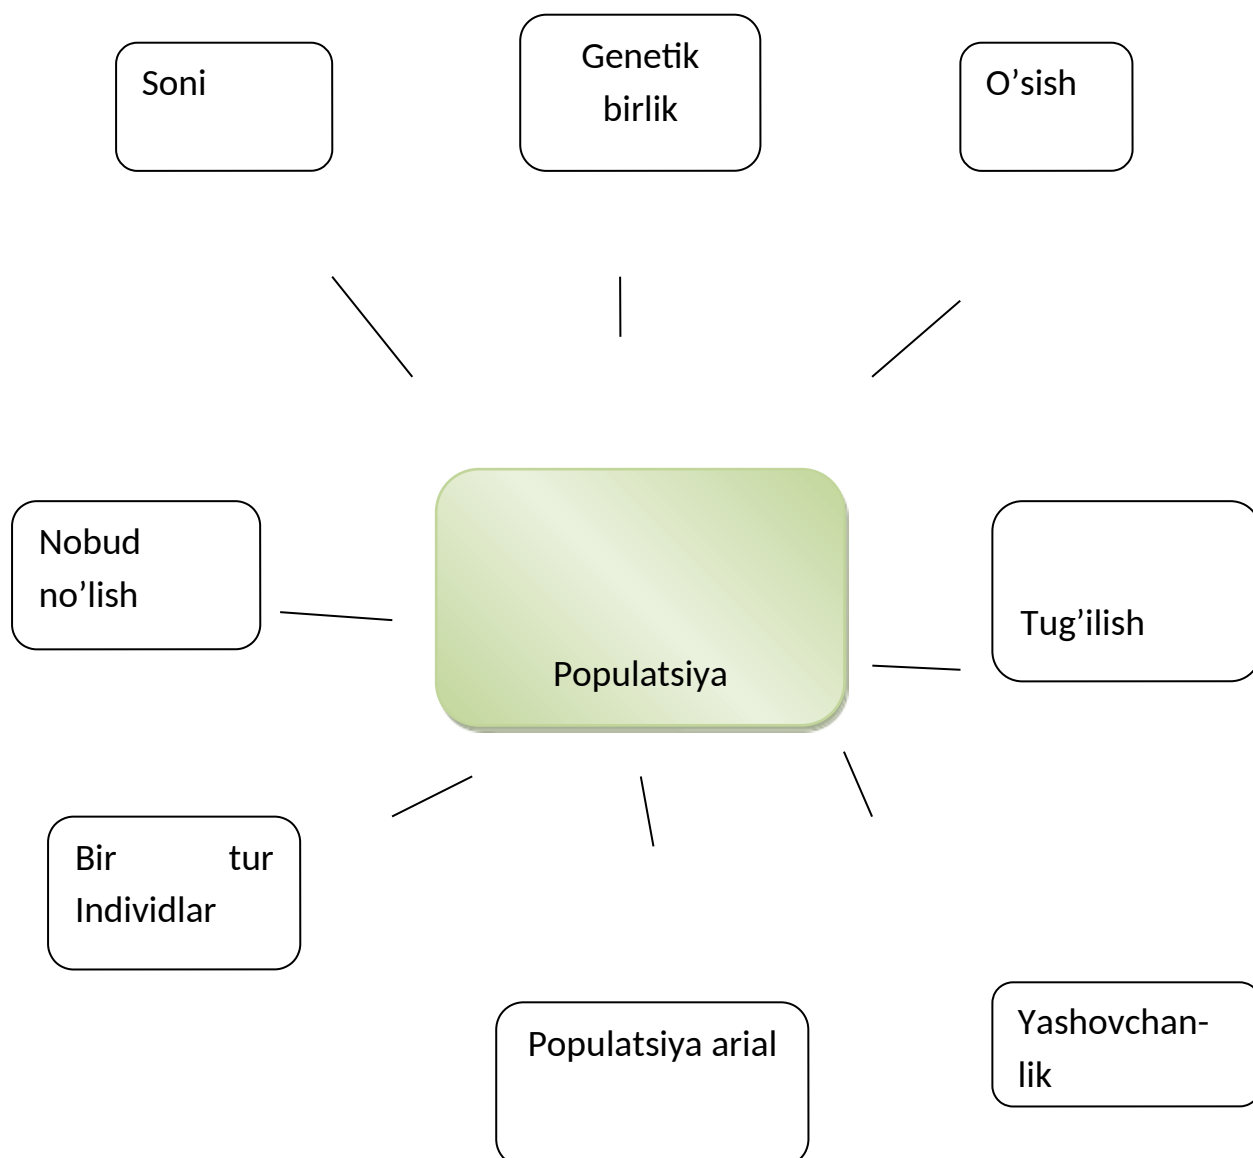 Soni
Genetik
birlik
O’sish
Nobud
no’lish
Populatsiya
Tug’ilish
Bir tur
Individlar
Populatsiya arial
Yashovchan-
lik